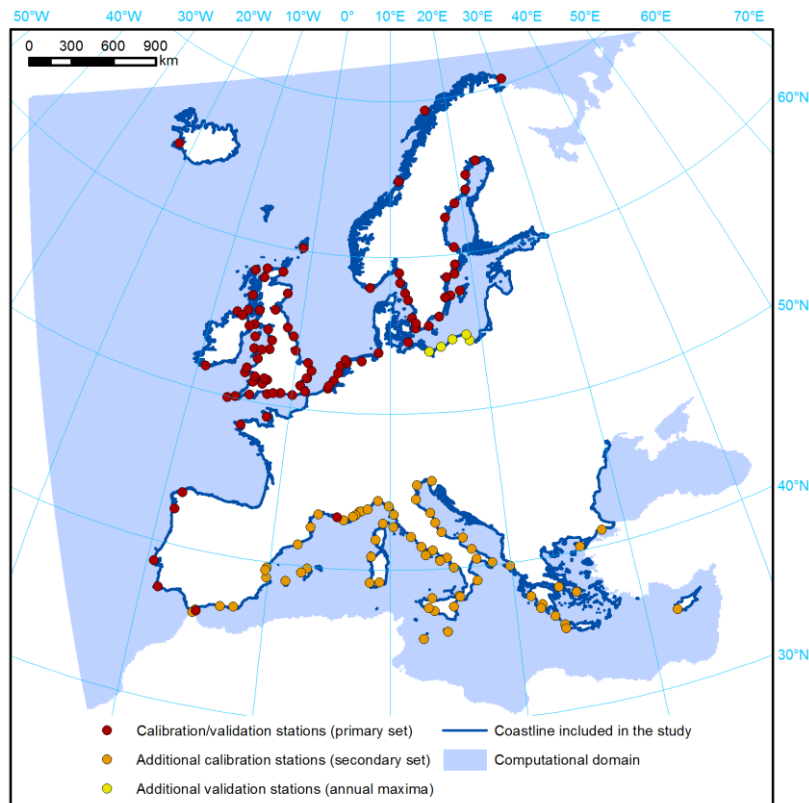 50°W 40°W 30°W 20°W 10°W 0° 10°E 20°E 30°E 40°E 50°E 70°E
0 300 600 900
km
60°N
50°N
40°N
30°N
Calibration/validation stations (primary set) Coastline included in the study
Additional calibration stations (secondary set) Computational domain
Additional validation stations (annual maxima)